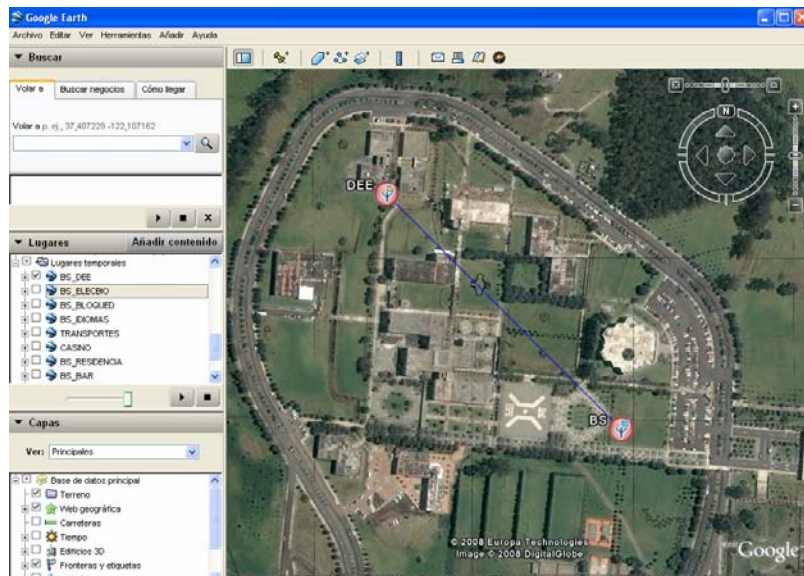 Google Earth
Archivo Editar Ver Herramientas Añadir Ayuda
Buscar
Volar a Buscar negocios Cómo llegar
Volar a p. ej., 37,407229 -122,107162
Lugares Añadir contenido
Lugares temporales
BS_DEE
BS_ELECBIO
BS_BLOQUED
BS_IDIOMAS
TRANSPORTES
CASINO
BS_RESIDENCIA
BS_BAR
Capas
Ver: Principales
Base de datos principal
Terreno
Web geográfica
Carreteras
Tiempo
Edificios 3D
Fronteras y etiquetas
N
DEE
BS
© 2008 Europa Technologies
Image © 2008 DigitalGlobe
Google